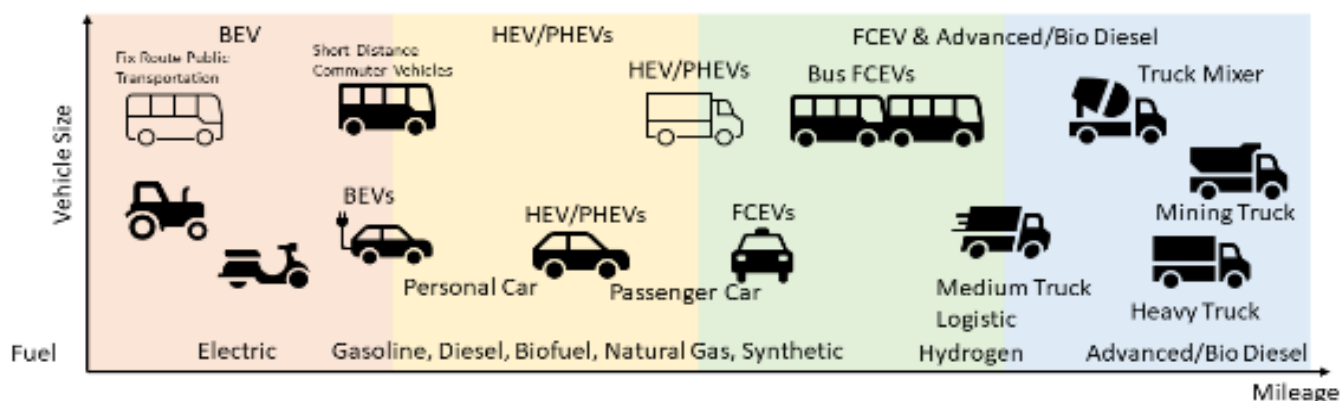 BEV
HEV/PHEVs
FCEV & Advanced/Bio Diesel
Fix Route Public
Transportation
Short Distance
Commuter Vehicles
HEV/PHEVs
Bus FCEVs
Truck Mixer
Vehicle Size
BEVs
HEV/PHEVs
FCEVs
Mining Truck
Personal Car
Passenger Car
Medium Truck
Logistic
Heavy Truck
Fuel
Electric
Gasoline, Diesel, Biofuel, Natural Gas, Synthetic
Hydrogen
Advanced/Bio Diesel
Mileage